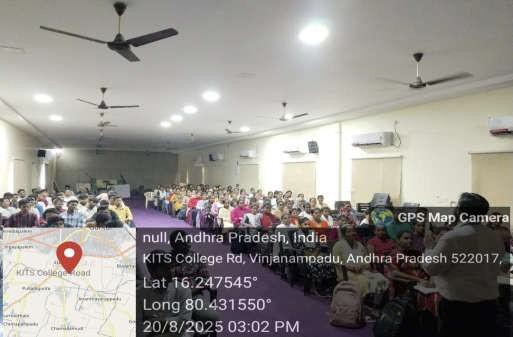 GPS Map Camera
null, Andhra Pradesh, India
KITS College Rd, Vinjanampadu, Andhra Pradesh 522017,
Lat 16.247545°
Long 80.431550°
20/8/2025 03:02 PM
KITS College Road